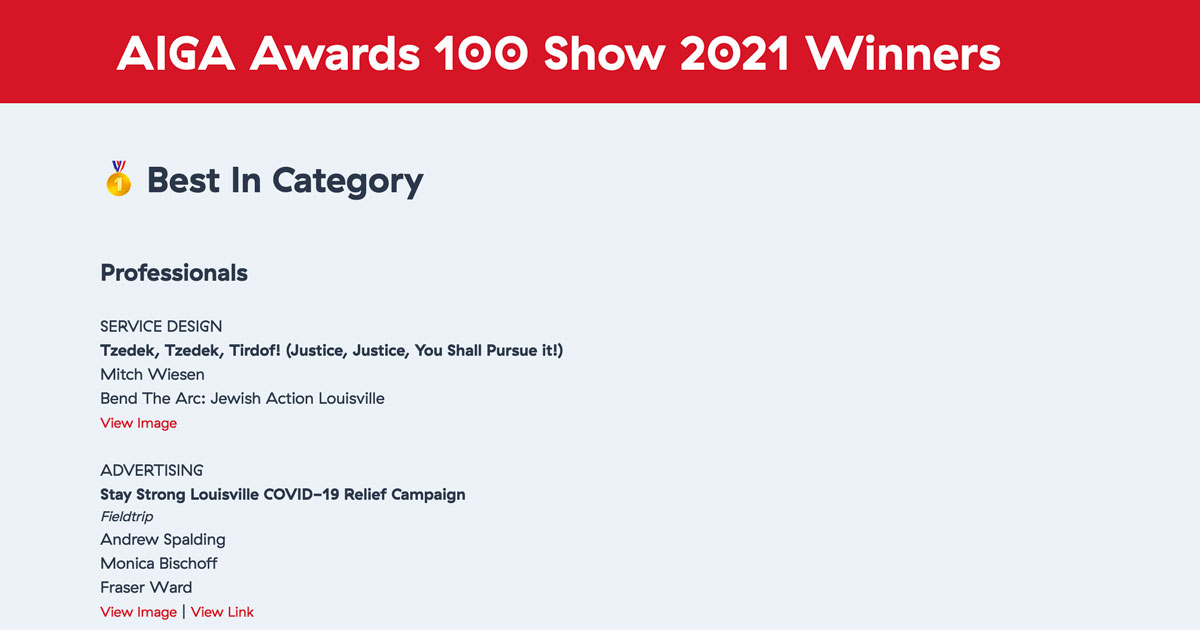 AIGA Awards 100 Show 2021 Winners
🥇 Best In Category
Professionals
SERVICE DESIGN
Tzedek, Tzedek, Tirdof! (Justice, Justice, You Shall Pursue it!)
Mitch Wiesen
Bend The Arc: Jewish Action Louisville
View Image
ADVERTISING
Stay Strong Louisville COVID-19 Relief Campaign
Fieldtrip
Andrew Spalding
Monica Bischoff
Fraser Ward
View Image | View Link